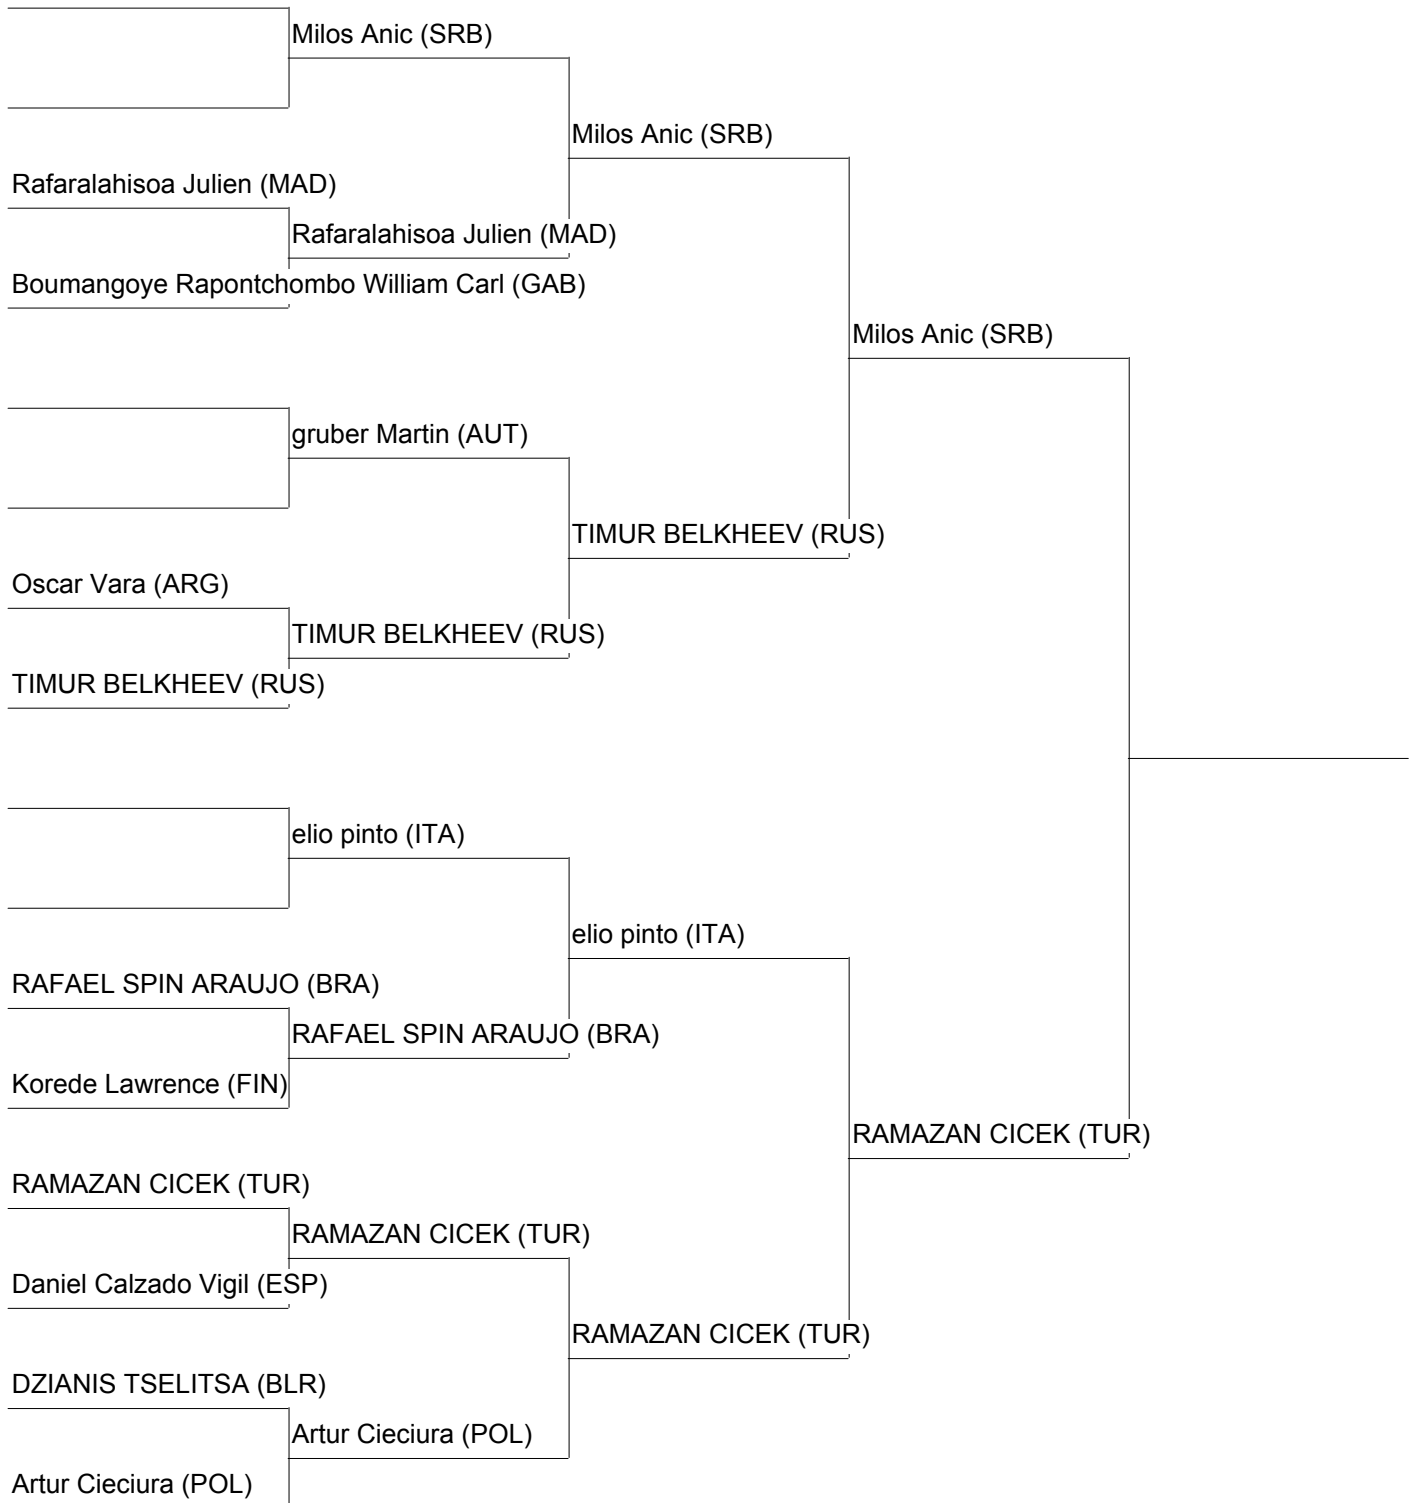 Milos Anic (SRB)
Milos Anic (SRB)
Rafaralahisoa Julien (MAD)
Rafaralahisoa Julien (MAD)
Boumangoye Rapontchombo William Carl (GAB)
Milos Anic (SRB)
gruber Martin (AUT)
TIMUR BELKHEEV (RUS)
Oscar Vara (ARG)
TIMUR BELKHEEV (RUS)
TIMUR BELKHEEV (RUS)
elio pinto (ITA)
elio pinto (ITA)
RAFAEL SPIN ARAUJO (BRA)
RAFAEL SPIN ARAUJO (BRA)
Korede Lawrence (FIN)
RAMAZAN CICEK (TUR)
RAMAZAN CICEK (TUR)
RAMAZAN CICEK (TUR)
Daniel Calzado Vigil (ESP)
RAMAZAN CICEK (TUR)
DZIANIS TSELITSA (BLR)
Artur Cieciura (POL)
Artur Cieciura (POL)